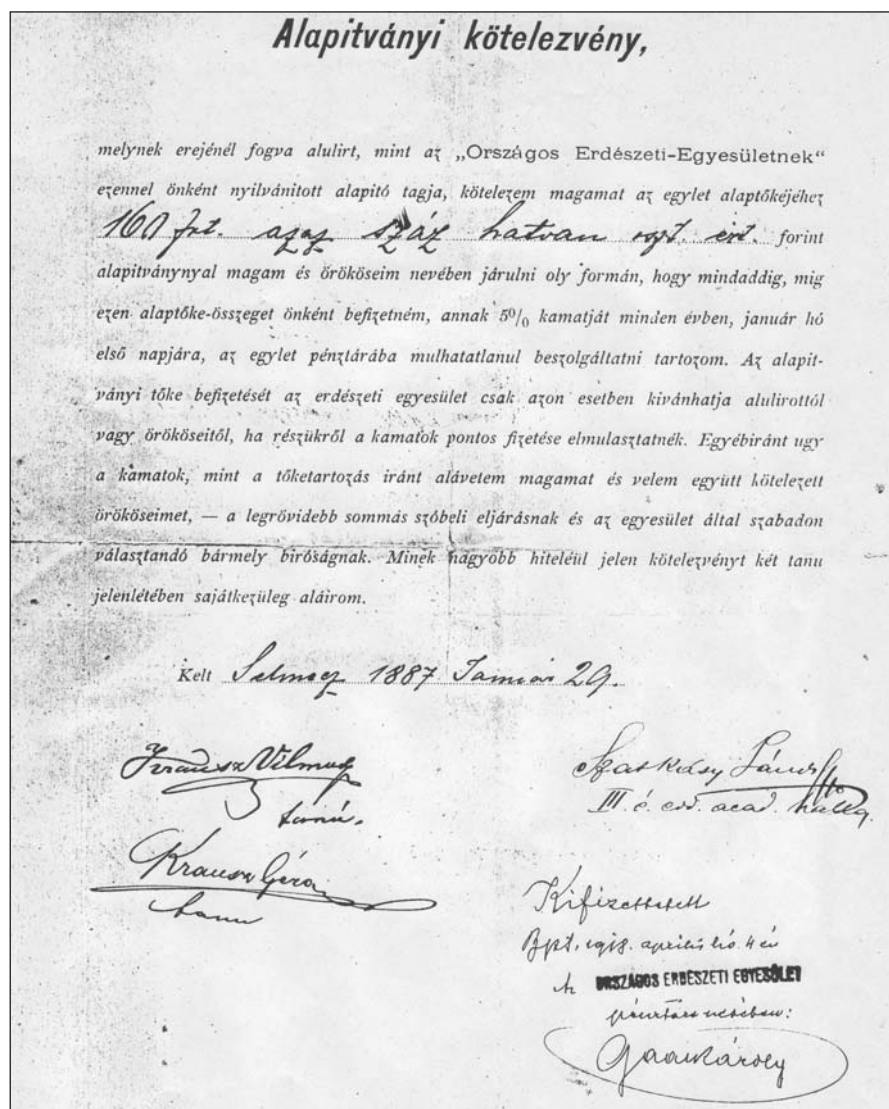 Alapitványi kötelezvény,
melynek erejénél fogva alulirt, mint az „Országos Erdészeti-Egyesületnek“
ezennel önként nyilvánitott alapitó tagja, kötelezem magamat az egylet alaptőkéjéhez
160 frt. azaz száz hatvan oszt. ért. forint
alapitványnyal magam és örököseim nevében járulni oly formán, hogy mindaddig, mig
ezen alaptőke-összeget önként befizetném, annak 5% kamatját minden évben, január hó
első napjára, az egylet pénztárába mulhatatlanul beszolgáltatni tartozom. Az alapit-
ványi tőke befizetését az erdészeti egyesület csak azon esetben kivánhatja alulirottól
vagy örököseitől, ha részükről a kamatok pontos fizetése elmulasztatnék. Egyébiránt ugy
a kamatok, mint a tőketartozás iránt alávetem magamat és velem együtt kötelezett
örököseimet, — a legrövidebb sommás szóbeli eljárásnak és az egyesület által szabadon
választandó bármely biróságnak. Minek nagyobb hiteléül jelen kötelezvényt két tanu
jelenlétében sajátkezüleg aláirom.
Kelt Selmecz 1887 Január 29.
Krausz Vilmos
tanú.
Krausz Géza
tanu
János
III. é. erd. acad. hallg.
Kifizettetett
Bpt. április hó 4 én
Az ORSZÁGOS ERDÉSZETI EGYESÜLET
Gaal Károly